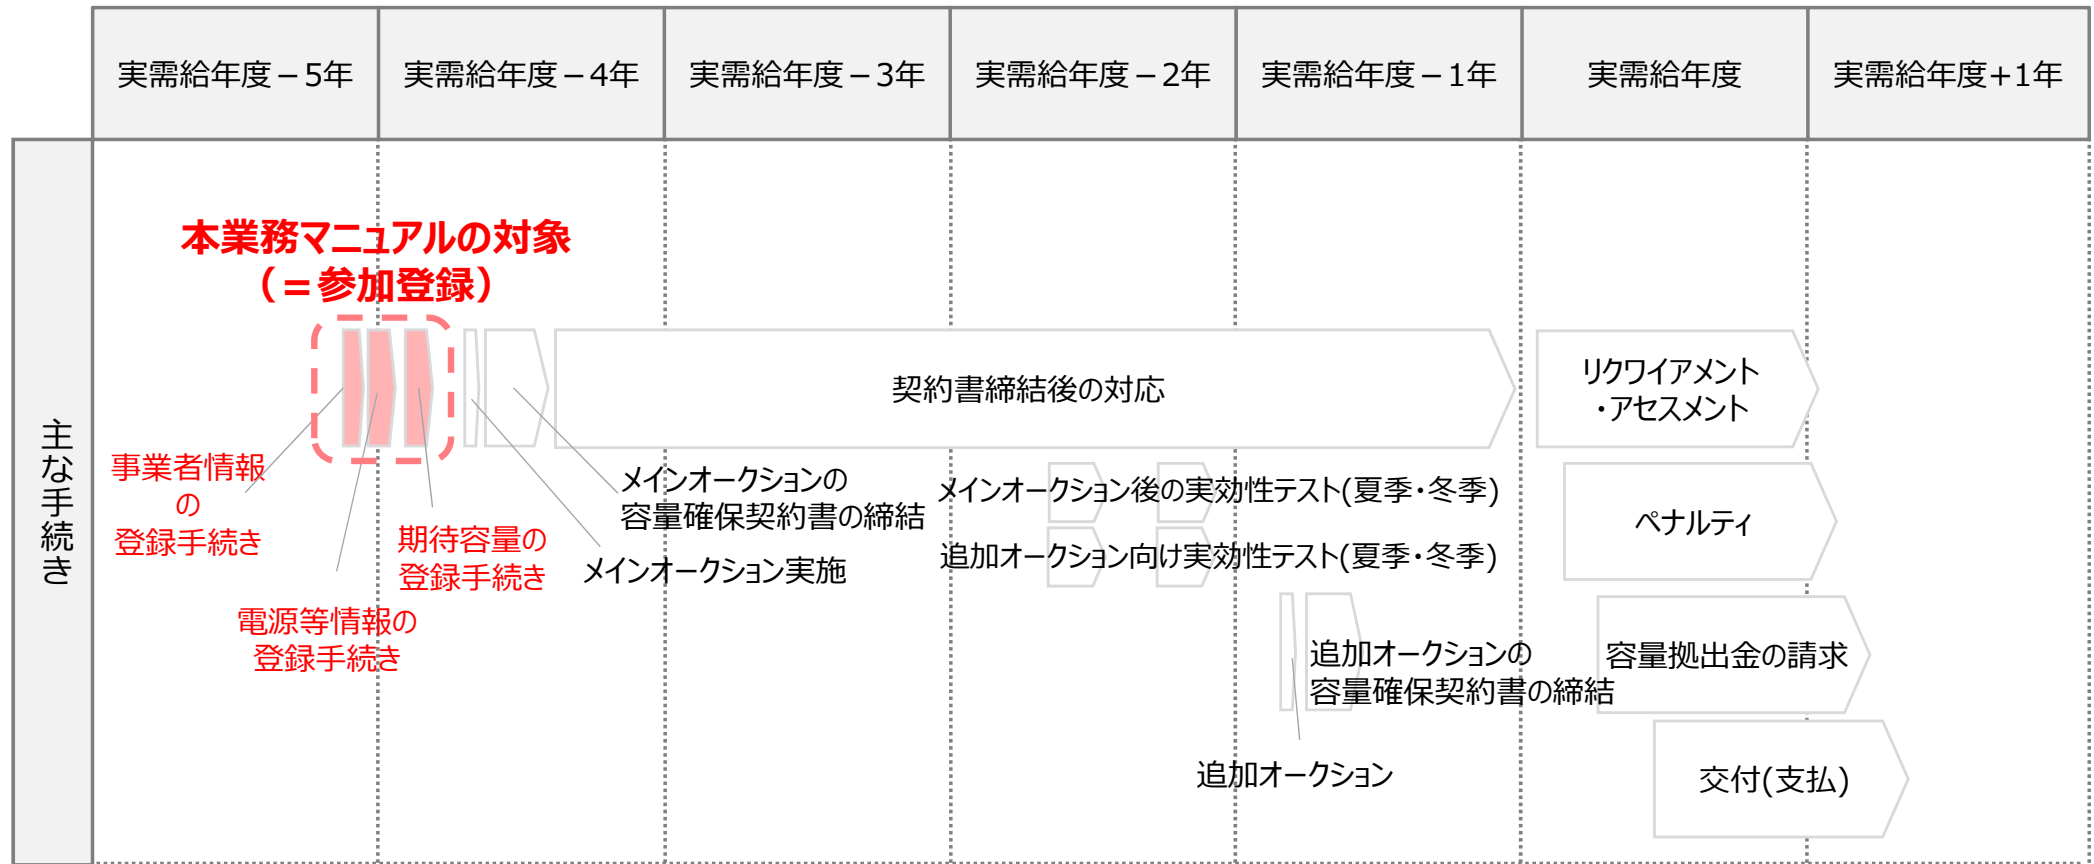 実需給年度－5年
実需給年度－4年
実需給年度－3年
実需給年度－2年
実需給年度－1年
実需給年度
実需給年度+1年
主な手続き
本業務マニュアルの対象
（＝参加登録）
事業者情報
の
登録手続き
電源等情報の
登録手続き
期待容量の
登録手続き
メインオークション実施
メインオークションの
容量確保契約書の締結
契約書締結後の対応
メインオークション後の実効性テスト(夏季・冬季)
追加オークション向け実効性テスト(夏季・冬季)
追加オークション
追加オークションの
容量確保契約書の締結
リクワイアメント
・アセスメント
ペナルティ
容量拠出金の請求
交付(支払)